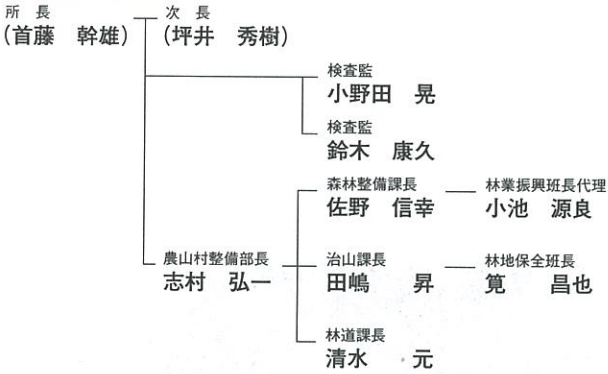 所　長
（首藤　幹雄）
次　長
（坪井　秀樹）
検査監
小野田　晃
検査監
鈴木　康久
農山村整備部長
志村　弘一
森林整備課長
佐野　信幸
林業振興班長代理
小池　源良
治山課長
田嶋　昇
林地保全班長
筧　昌也
林道課長
清水　元